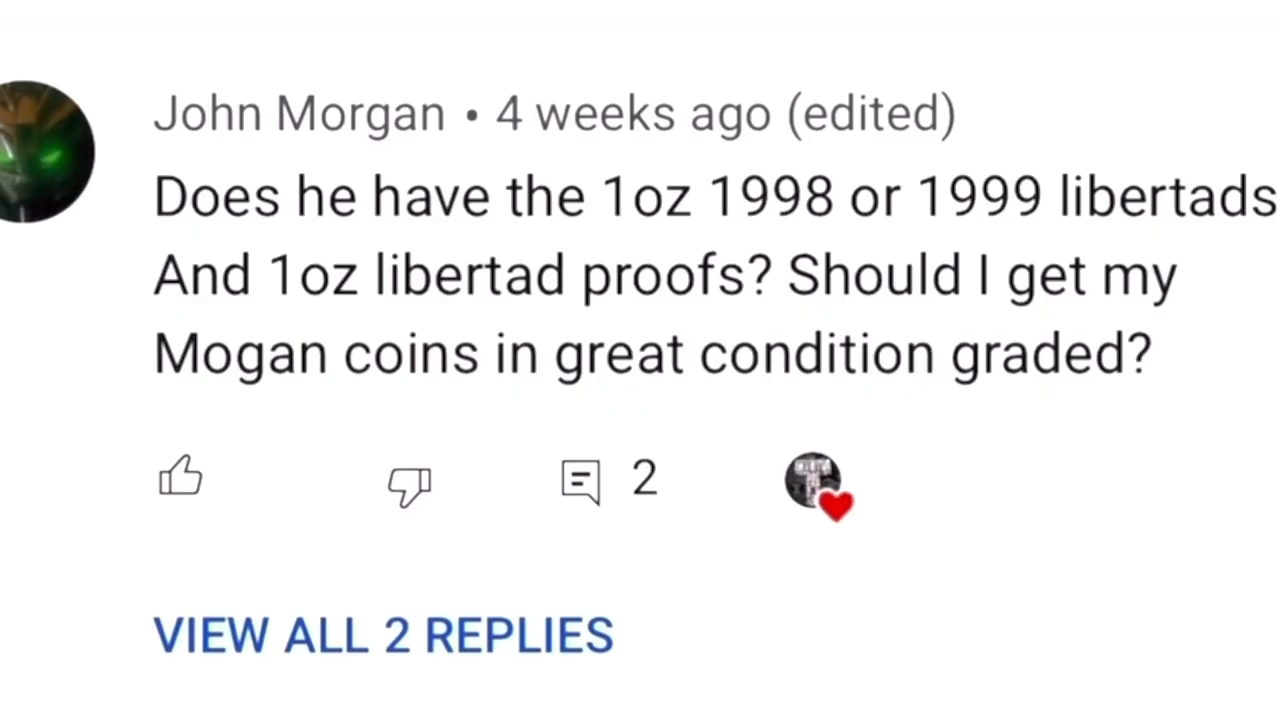 John Morgan • 4 weeks ago (edited)
Does he have the 1oz 1998 or 1999 libertads
And 1oz libertad proofs? Should I get my
Mogan coins in great condition graded?
2
VIEW ALL 2 REPLIES